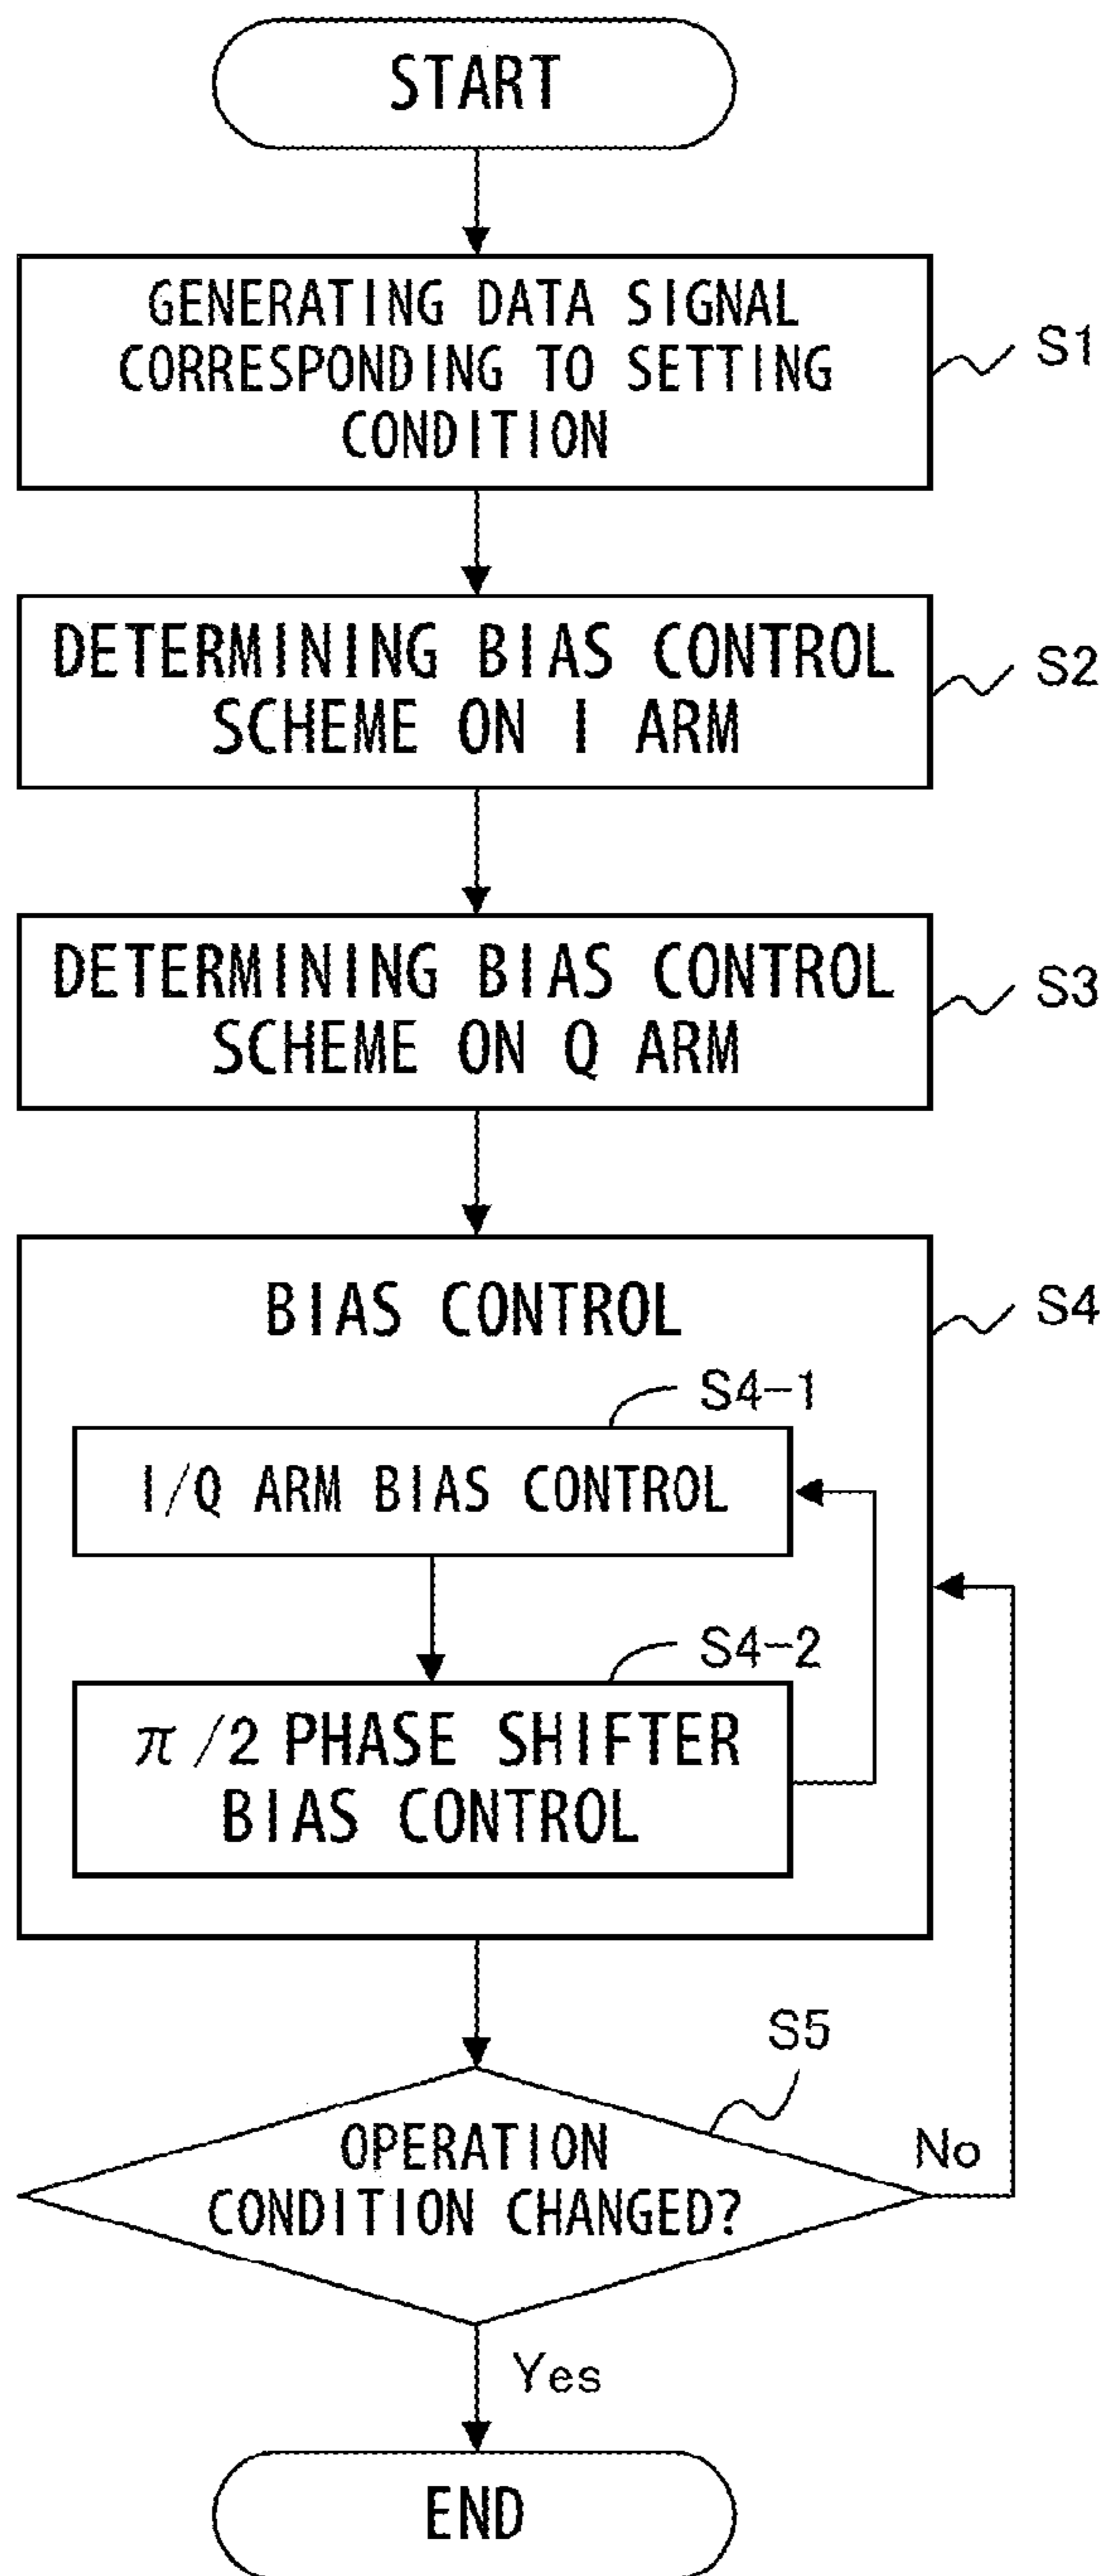 START
GENERATING DATA SIGNAL
CORRESPONDING TO SETTING
CONDITION
S1
DETERMINING BIAS CONTROL
SCHEME ON I ARM
S2
DETERMINING BIAS CONTROL
SCHEME ON Q ARM
S3
BIAS CONTROL
S4
S4-1
I/Q ARM BIAS CONTROL
S4-2
π/2 PHASE SHIFTER
BIAS CONTROL
S5
OPERATION
CONDITION CHANGED?
No
Yes
END